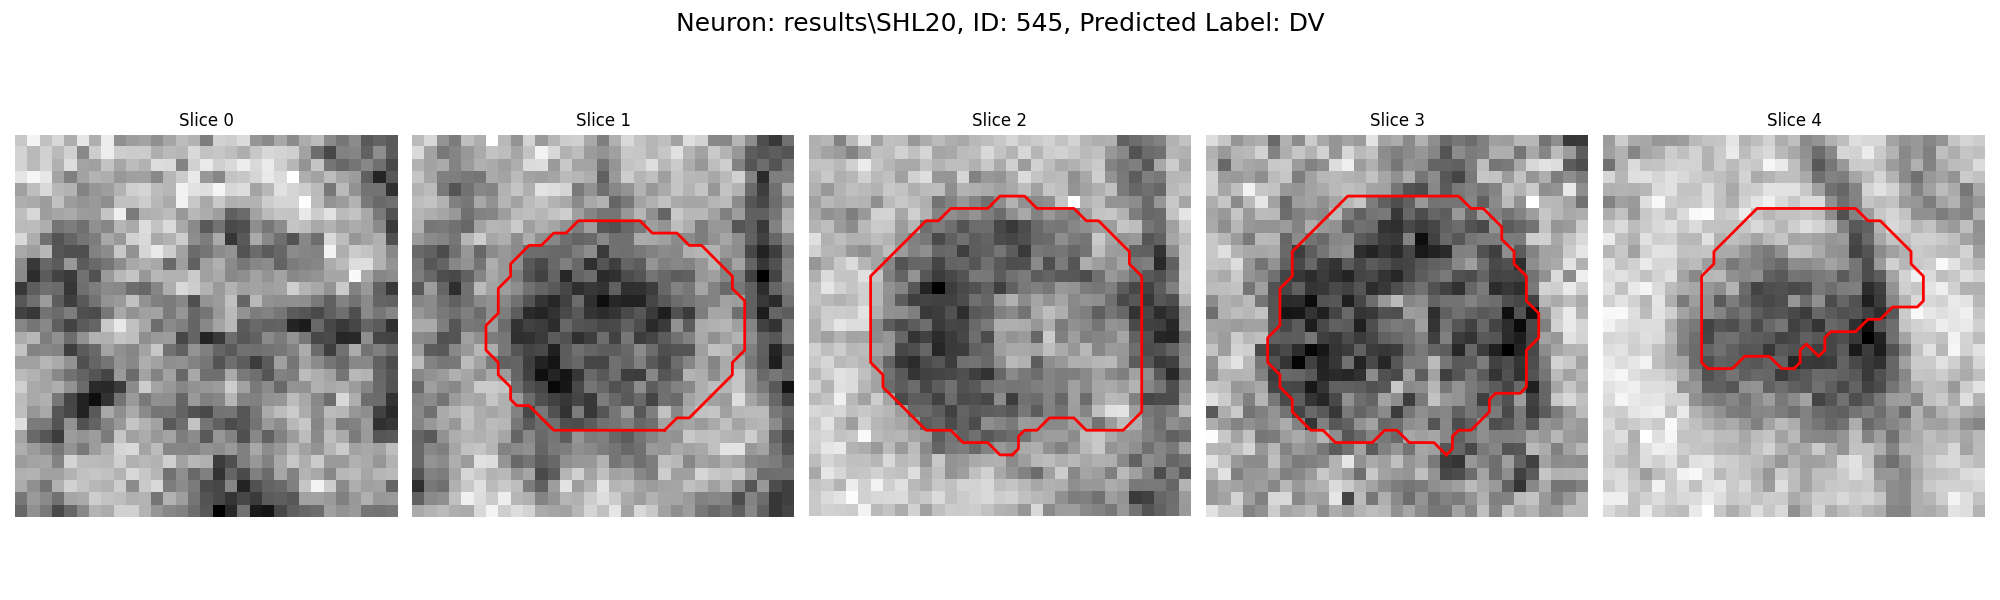 Neuron: results\SHL20, ID: 545, Predicted Label: DV
Slice 0
Slice 1
Slice 2
Slice 3
Slice 4